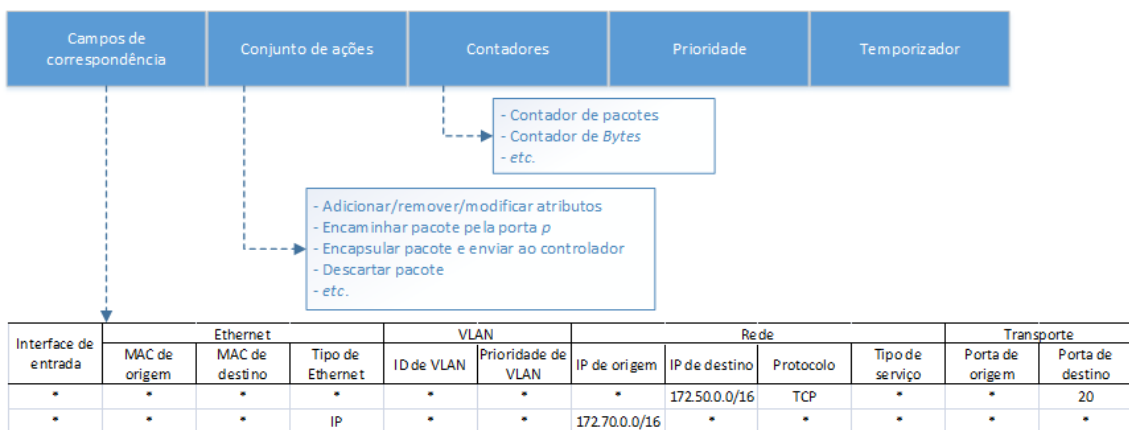 Campos de
correspondência
Conjunto de ações
Contadores
Prioridade
Temporizador
- Contador de pacotes
- Contador de Bytes
- etc.
- Adicionar/remover/modificar atributos
- Encaminhar pacote pela porta p
- Encapsular pacote e enviar ao controlador
- Descartar pacote
- etc.
Interface de
entrada
Ethernet
VLAN
Rede
Transporte
MAC de
origem
MAC de
destino
Tipo de
Ethernet
ID de VLAN
Prioridade de
VLAN
IP de origem
IP de destino
Protocolo
Tipo de
serviço
Porta de
origem
Porta de
destino
* * * * * * * 172.50.0.0/16 TCP * * 20
* * * IP * * 172.70.0.0/16 * * * * *